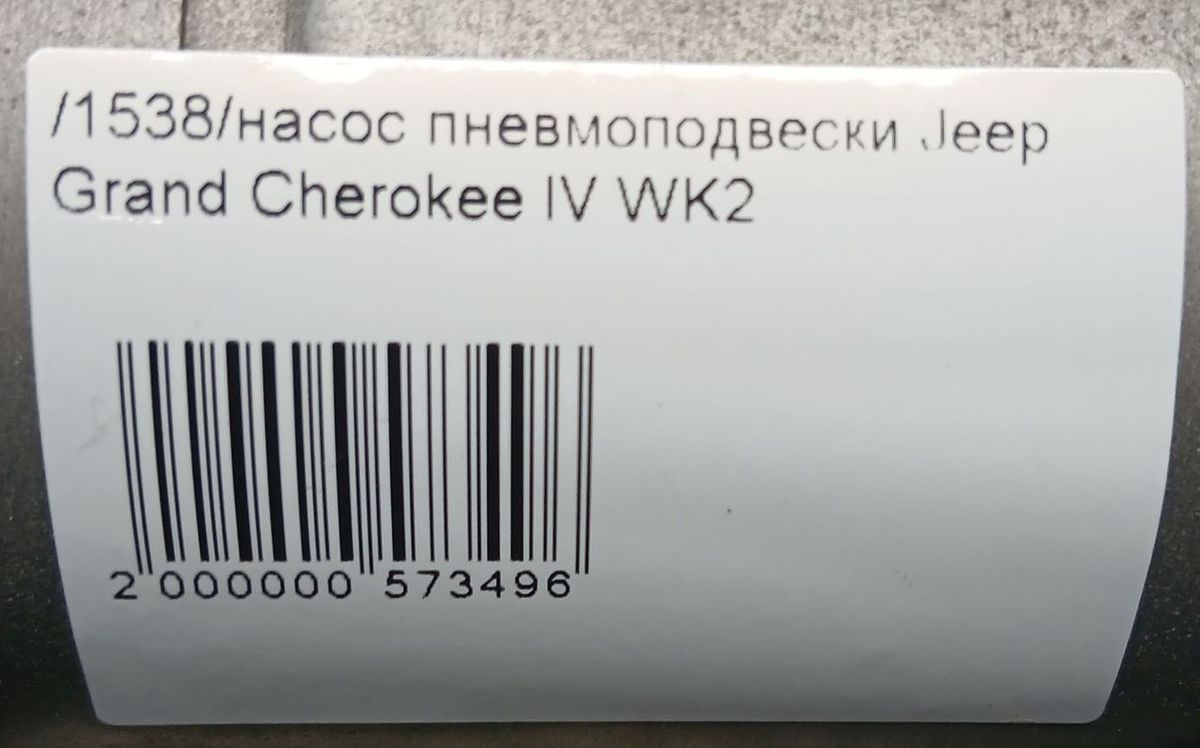 /1538/насос пневмоподвески Jeep
Grand Cherokee IV WK2
2 000000 573496